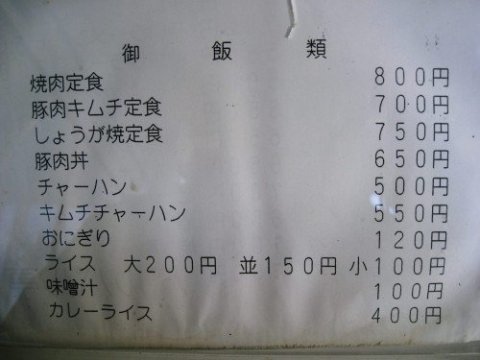 御飯類
焼肉定食 800円
豚肉キムチ定食 700円
しょうが焼定食 750円
豚肉丼 650円
チャーハン 500円
キムチチャーハン 550円
おにぎり 120円
ライス 大200円 並150円 小100円
味噌汁 100円
カレーライス 400円